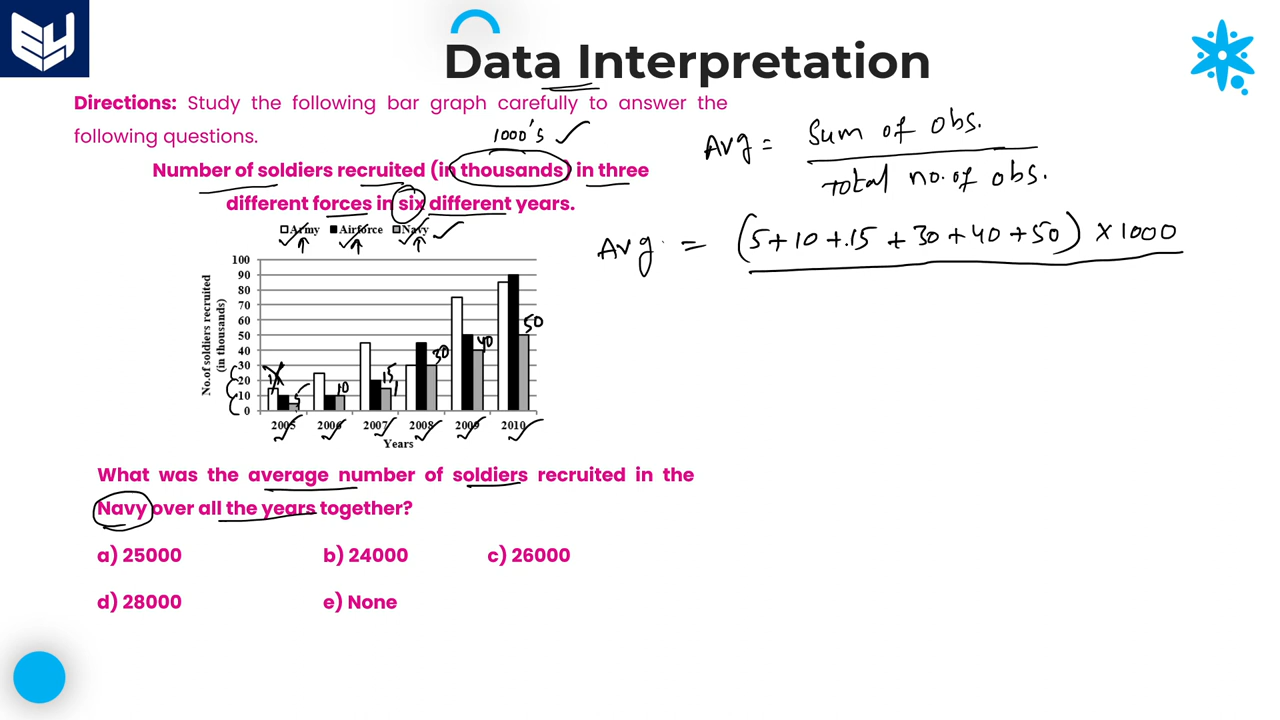 Data Interpretation
Directions: Study the following bar graph carefully to answer the
following questions.
1000's
Number of soldiers recruited (in thousands) in three
different forces in six different years.
Avg = Sum of obs.
Total no. of obs.
Avg = (5+10+15+30+40+50) × 1000
Army Airforce Navy
No.of soldiers recruited
(in thousands)
100
90
80
70
60
50
40
30
20
10
0
5
10
15
30
40
50
2005 2006 2007 2008 2009 2010
Years
What was the average number of soldiers recruited in the
Navy over all the years together?
a) 25000 b) 24000 c) 26000
d) 28000 e) None